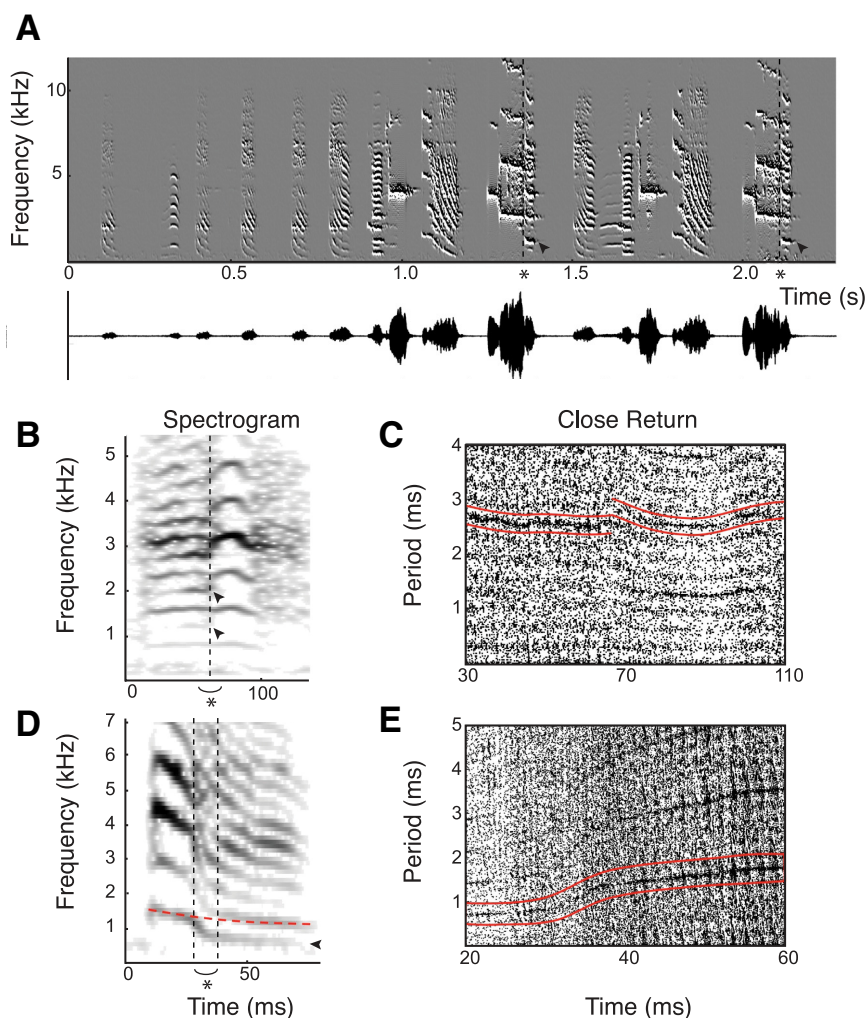 A
Frequency (kHz)
10
5
0 0.5 1.0 * 1.5 2.0 *
Time (s)
B Spectrogram
Frequency (kHz)
5
4
3
2
1
0 * 100
C Close Return
Period (ms)
4
3
2
1
30 70 110
D
Frequency (kHz)
7
6
5
4
3
2
1
0 * 50
Time (ms)
E
Period (ms)
5
4
3
2
1
20 40 60
Time (ms)